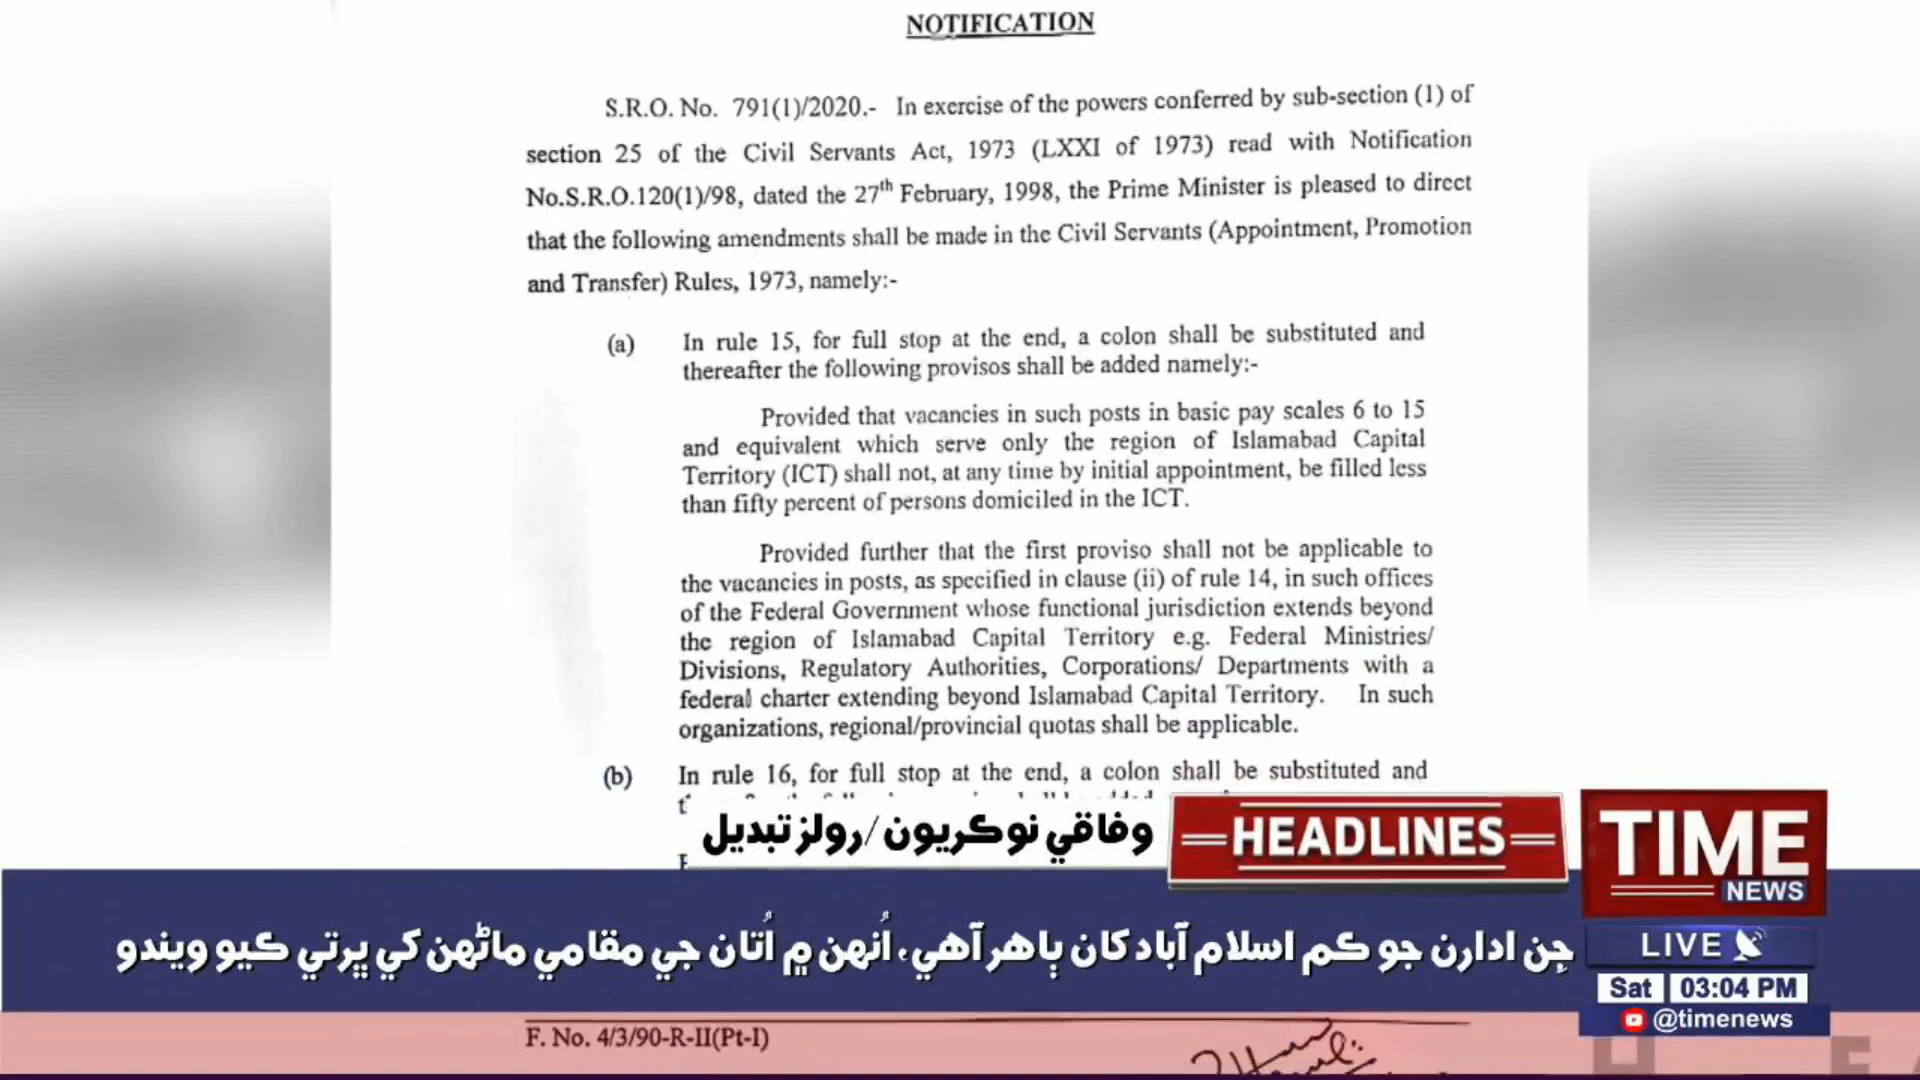 NOTIFICATION
S.R.O. No. 791(1)/2020.- In exercise of the powers conferred by sub-section (1) of
section 25 of the Civil Servants Act, 1973 (LXXI of 1973) read with Notification
No.S.R.O.120(1)/98, dated the 27th February, 1998, the Prime Minister is pleased to direct
that the following amendments shall be made in the Civil Servants (Appointment, Promotion
and Transfer) Rules, 1973, namely:-
(a) In rule 15, for full stop at the end, a colon shall be substituted and
thereafter the following provisos shall be added namely:-
Provided that vacancies in such posts in basic pay scales 6 to 15
and equivalent which serve only the region of Islamabad Capital
Territory (ICT) shall not, at any time by initial appointment, be filled less
than fifty percent of persons domiciled in the ICT.
Provided further that the first proviso shall not be applicable to
the vacancies in posts, as specified in clause (ii) of rule 14, in such offices
of the Federal Government whose functional jurisdiction extends beyond
the region of Islamabad Capital Territory e.g. Federal Ministries/
Divisions, Regulatory Authorities, Corporations/ Departments with a
federal charter extending beyond Islamabad Capital Territory. In such
organizations, regional/provincial quotas shall be applicable.
(b) In rule 16, for full stop at the end, a colon shall be substituted and
وفاقي نوڪريون/رولز تبديل
HEADLINES
TIME
NEWS
جن ادارن جو ڪم اسلام آباد کان ٻاهر آهي، اُنهن ۾ اُتان جي مقامي ماڻهن کي ڀرتي ڪيو ويندو
LIVE
Sat 03:04 PM
@timenews
F. No. 4/3/90-R-II(Pt-I)